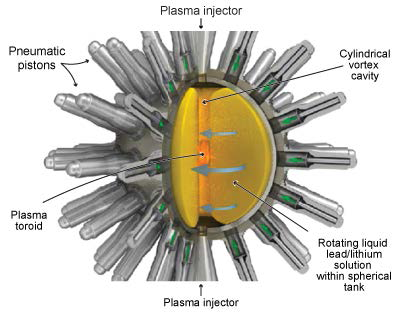 Plasma injector
Pneumatic
pistons
Cylindrical
vortex
cavity
Plasma
toroid
Rotating liquid
lead/lithium
solution
within spherical
tank
Plasma injector